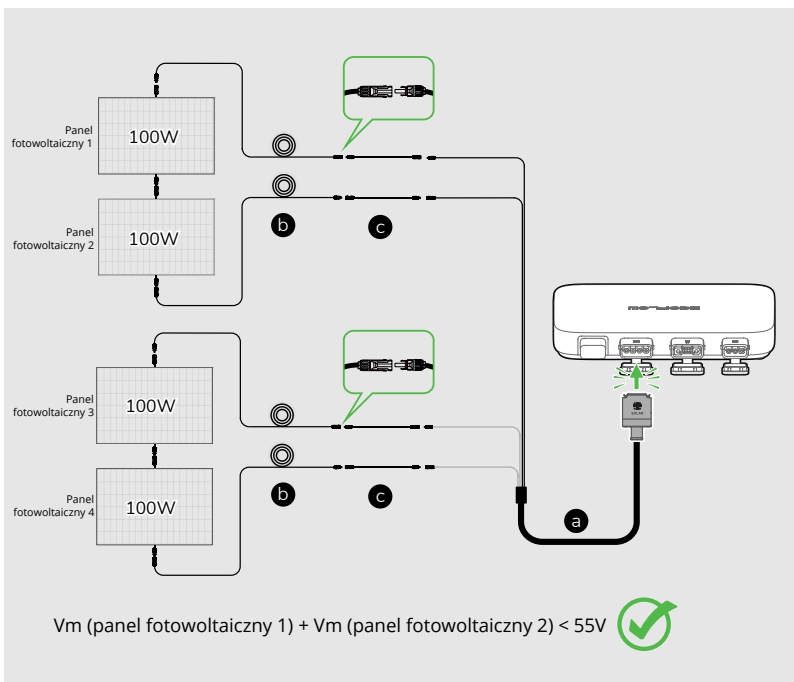 Panel
fotowoltaiczny 1
100W
Panel
fotowoltaiczny 2
100W
b
c
Panel
fotowoltaiczny 3
100W
Panel
fotowoltaiczny 4
100W
b
c
SOLAR
a
Vm (panel fotowoltaiczny 1) + Vm (panel fotowoltaiczny 2) < 55V